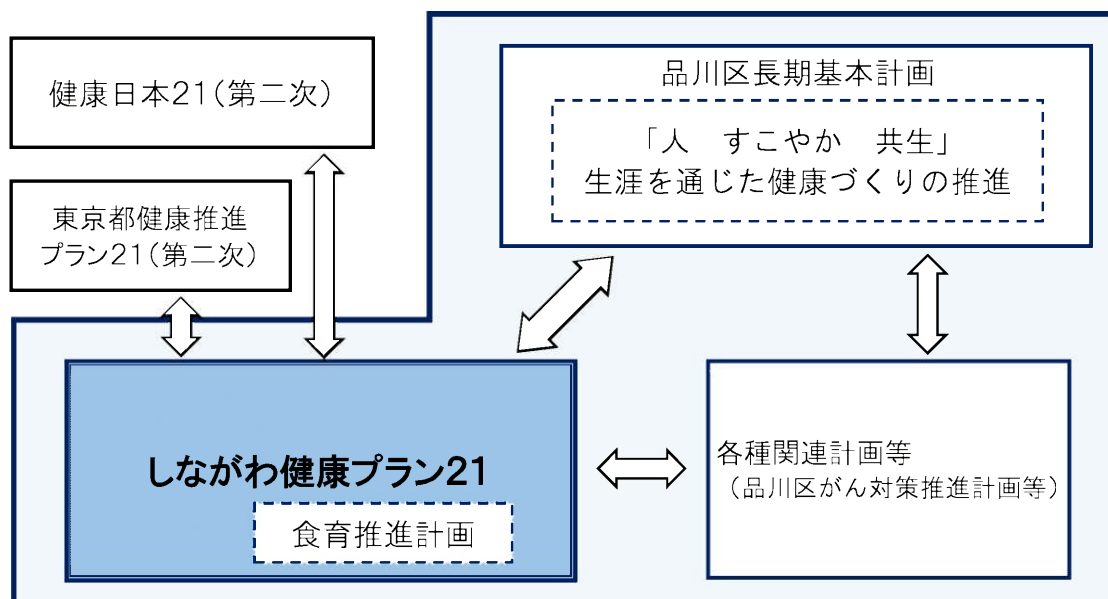 健康日本21(第二次)
東京都健康推進
プラン21(第二次)
品川区長期基本計画
「人　すこやか　共生」
生涯を通じた健康づくりの推進
しながわ健康プラン21
食育推進計画
各種関連計画等
（品川区がん対策推進計画等）